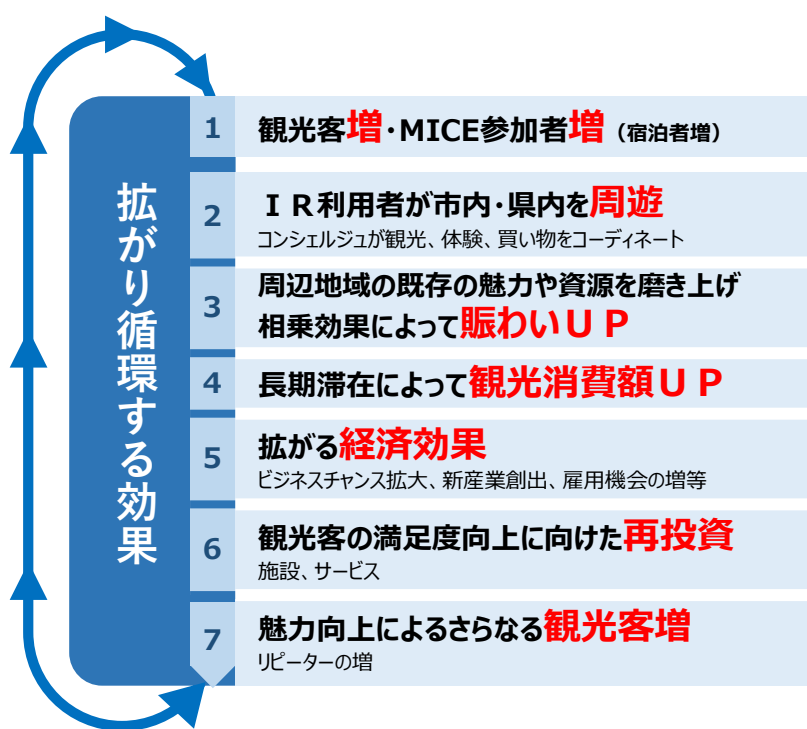 拡がり循環する効果
1
観光客増・MICE参加者増（宿泊者増）
2
ＩＲ利用者が市内・県内を周遊
コンシェルジュが観光、体験、買い物をコーディネート
3
周辺地域の既存の魅力や資源を磨き上げ
相乗効果によって賑わいＵＰ
4
長期滞在によって観光消費額ＵＰ
5
拡がる経済効果
ビジネスチャンス拡大、新産業創出、雇用機会の増等
6
観光客の満足度向上に向けた再投資
施設、サービス
7
魅力向上によるさらなる観光客増
リピーターの増